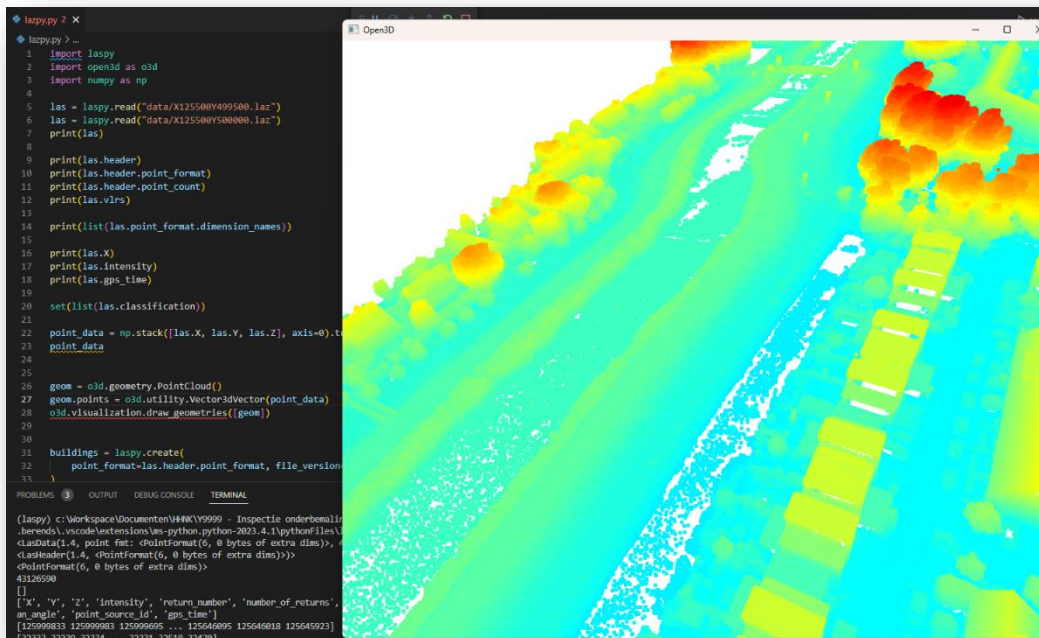 lazpy.py 2 ×
lazpy.py > ...
1 import laspy
2 import open3d as o3d
3 import numpy as np
4
5 las = laspy.read("data/X125500Y499500.laz")
6 las = laspy.read("data/X125500Y500000.laz")
7 print(las)
8
9 print(las.header)
10 print(las.header.point_format)
11 print(las.header.point_count)
12 print(las.vlrs)
13
14 print(list(las.point_format.dimension_names))
15
16 print(las.X)
17 print(las.intensity)
18 print(las.gps_time)
19
20 set(list(las.classification))
21
22 point_data = np.stack([las.X, las.Y, las.Z], axis=0).tr
23 point_data
24
25
26 geom = o3d.geometry.PointCloud()
27 geom.points = o3d.utility.Vector3dVector(point_data)
28 o3d.visualization.draw_geometries([geom])
29
30
31 buildings = laspy.create(
32 point_format=las.header.point_format, file_version=
33 )
Open3D
PROBLEMS 3 OUTPUT DEBUG CONSOLE TERMINAL
(laspy) c:\Workspace\Documenten\HHNK\Y9999 - Inspectie onderbemalin
.berends\.vscode\extensions\ms-python.python-2023.4.1\pythonFiles\
<LasData(1.4, point fmt: <PointFormat(6, 0 bytes of extra dims)>, 4
<LasHeader(1.4, <PointFormat(6, 0 bytes of extra dims)>)>
<PointFormat(6, 0 bytes of extra dims)>
43126590
[]
['X', 'Y', 'Z', 'intensity', 'return_number', 'number_of_returns',
an_angle', 'point_source_id', 'gps_time']
[125999833 125999983 125999695 ... 125646095 125646018 125645923]